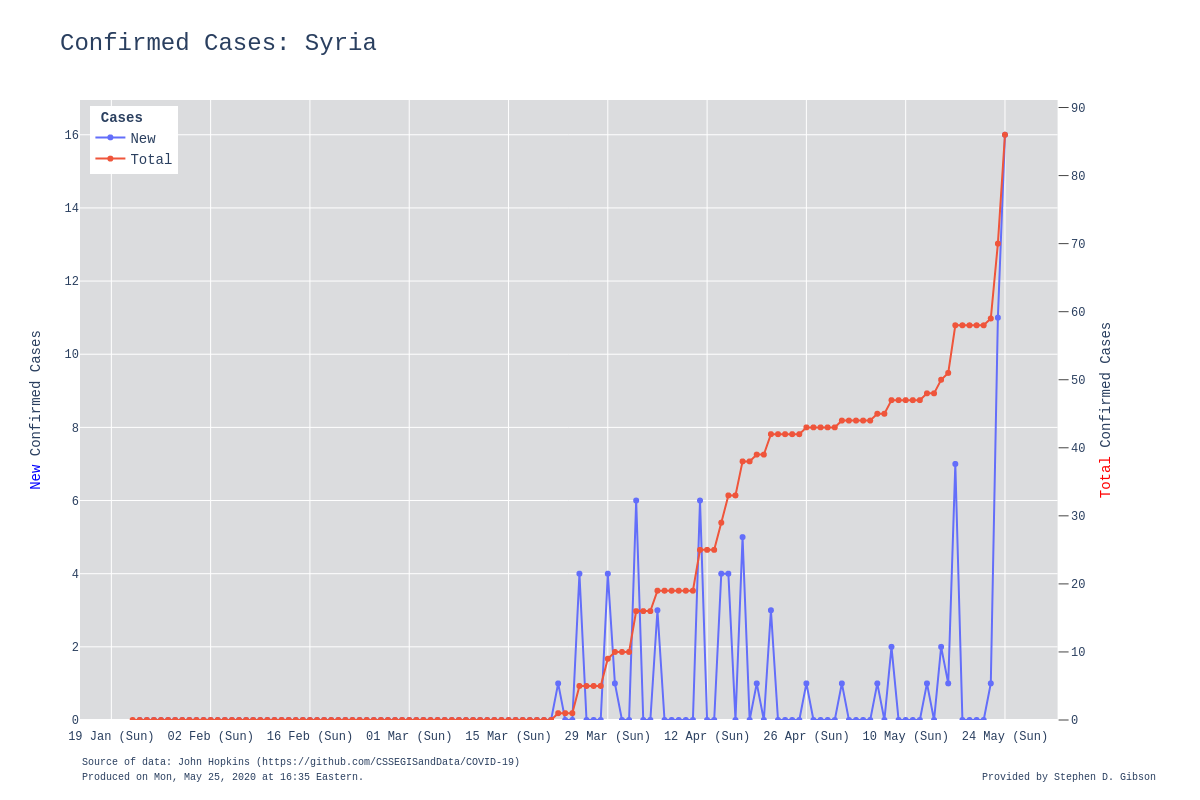 Confirmed Cases: Syria
Cases
New
Total
16
14
12
10
8
6
4
2
0
90
80
70
60
50
40
30
20
10
0
New Confirmed Cases
Total Confirmed Cases
19 Jan (Sun) 02 Feb (Sun) 16 Feb (Sun) 01 Mar (Sun) 15 Mar (Sun) 29 Mar (Sun) 12 Apr (Sun) 26 Apr (Sun) 10 May (Sun) 24 May (Sun)
Source of data: John Hopkins (https://github.com/CSSEGISandData/COVID-19)
Produced on Mon, May 25, 2020 at 16:35 Eastern.
Provided by Stephen D. Gibson